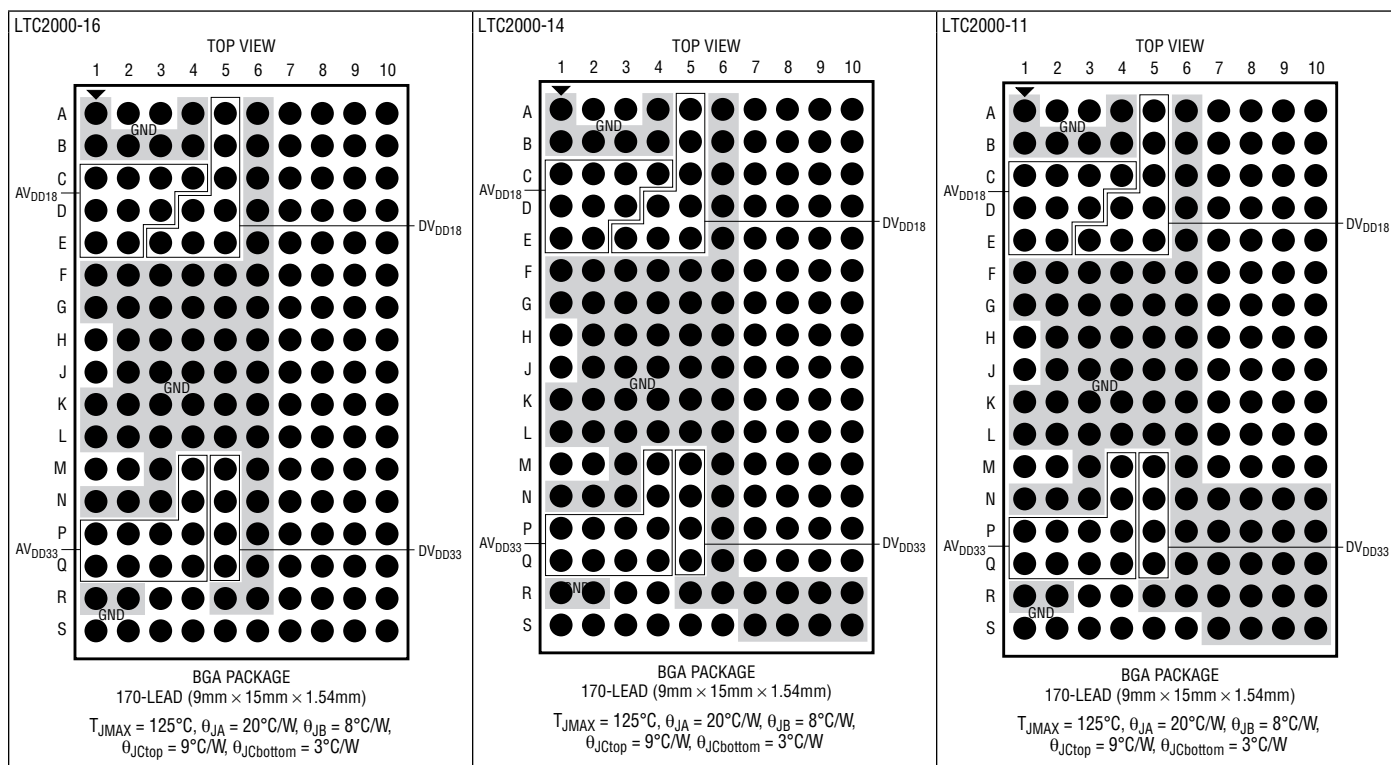 LTC2000-16
TOP VIEW
1 2 3 4 5 6 7 8 9 10
A
GND
B
C
AVDD18
D
DVDD18
E
F
G
H
J
GND
K
L
M
N
P
AVDD33
DVDD33
Q
R
GND
S
BGA PACKAGE
170-LEAD (9mm × 15mm × 1.54mm)
TJMAX = 125°C, θJA = 20°C/W, θJB = 8°C/W,
θJCtop = 9°C/W, θJCbottom = 3°C/W
LTC2000-14
TOP VIEW
1 2 3 4 5 6 7 8 9 10
A
GND
B
C
AVDD18
D
DVDD18
E
F
G
H
J
GND
K
L
M
N
P
AVDD33
DVDD33
Q
R
GND
S
BGA PACKAGE
170-LEAD (9mm × 15mm × 1.54mm)
TJMAX = 125°C, θJA = 20°C/W, θJB = 8°C/W,
θJCtop = 9°C/W, θJCbottom = 3°C/W
LTC2000-11
TOP VIEW
1 2 3 4 5 6 7 8 9 10
A
GND
B
C
AVDD18
D
DVDD18
E
F
G
H
J
GND
K
L
M
N
P
AVDD33
DVDD33
Q
R
GND
S
BGA PACKAGE
170-LEAD (9mm × 15mm × 1.54mm)
TJMAX = 125°C, θJA = 20°C/W, θJB = 8°C/W,
θJCtop = 9°C/W, θJCbottom = 3°C/W